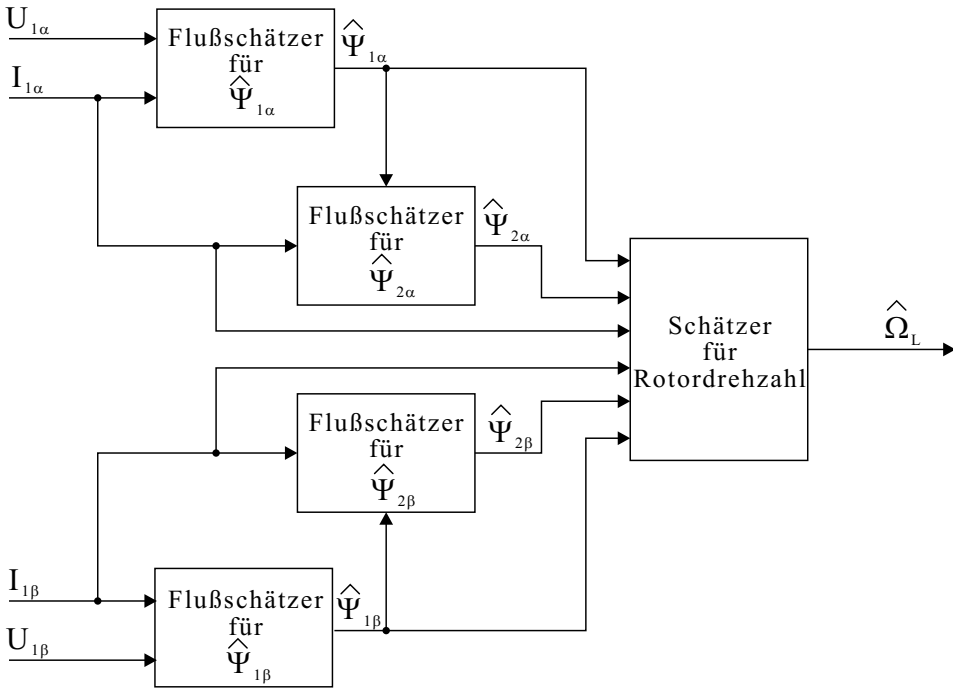 U1α
Flußschätzer
für
Ψ̂1α
Ψ̂1α
I1α
Flußschätzer
für
Ψ̂2α
Ψ̂2α
Schätzer
für
Rotordrehzahl
Ω̂L
Flußschätzer
für
Ψ̂2β
Ψ̂2β
I1β
Flußschätzer
für
Ψ̂1β
Ψ̂1β
U1β